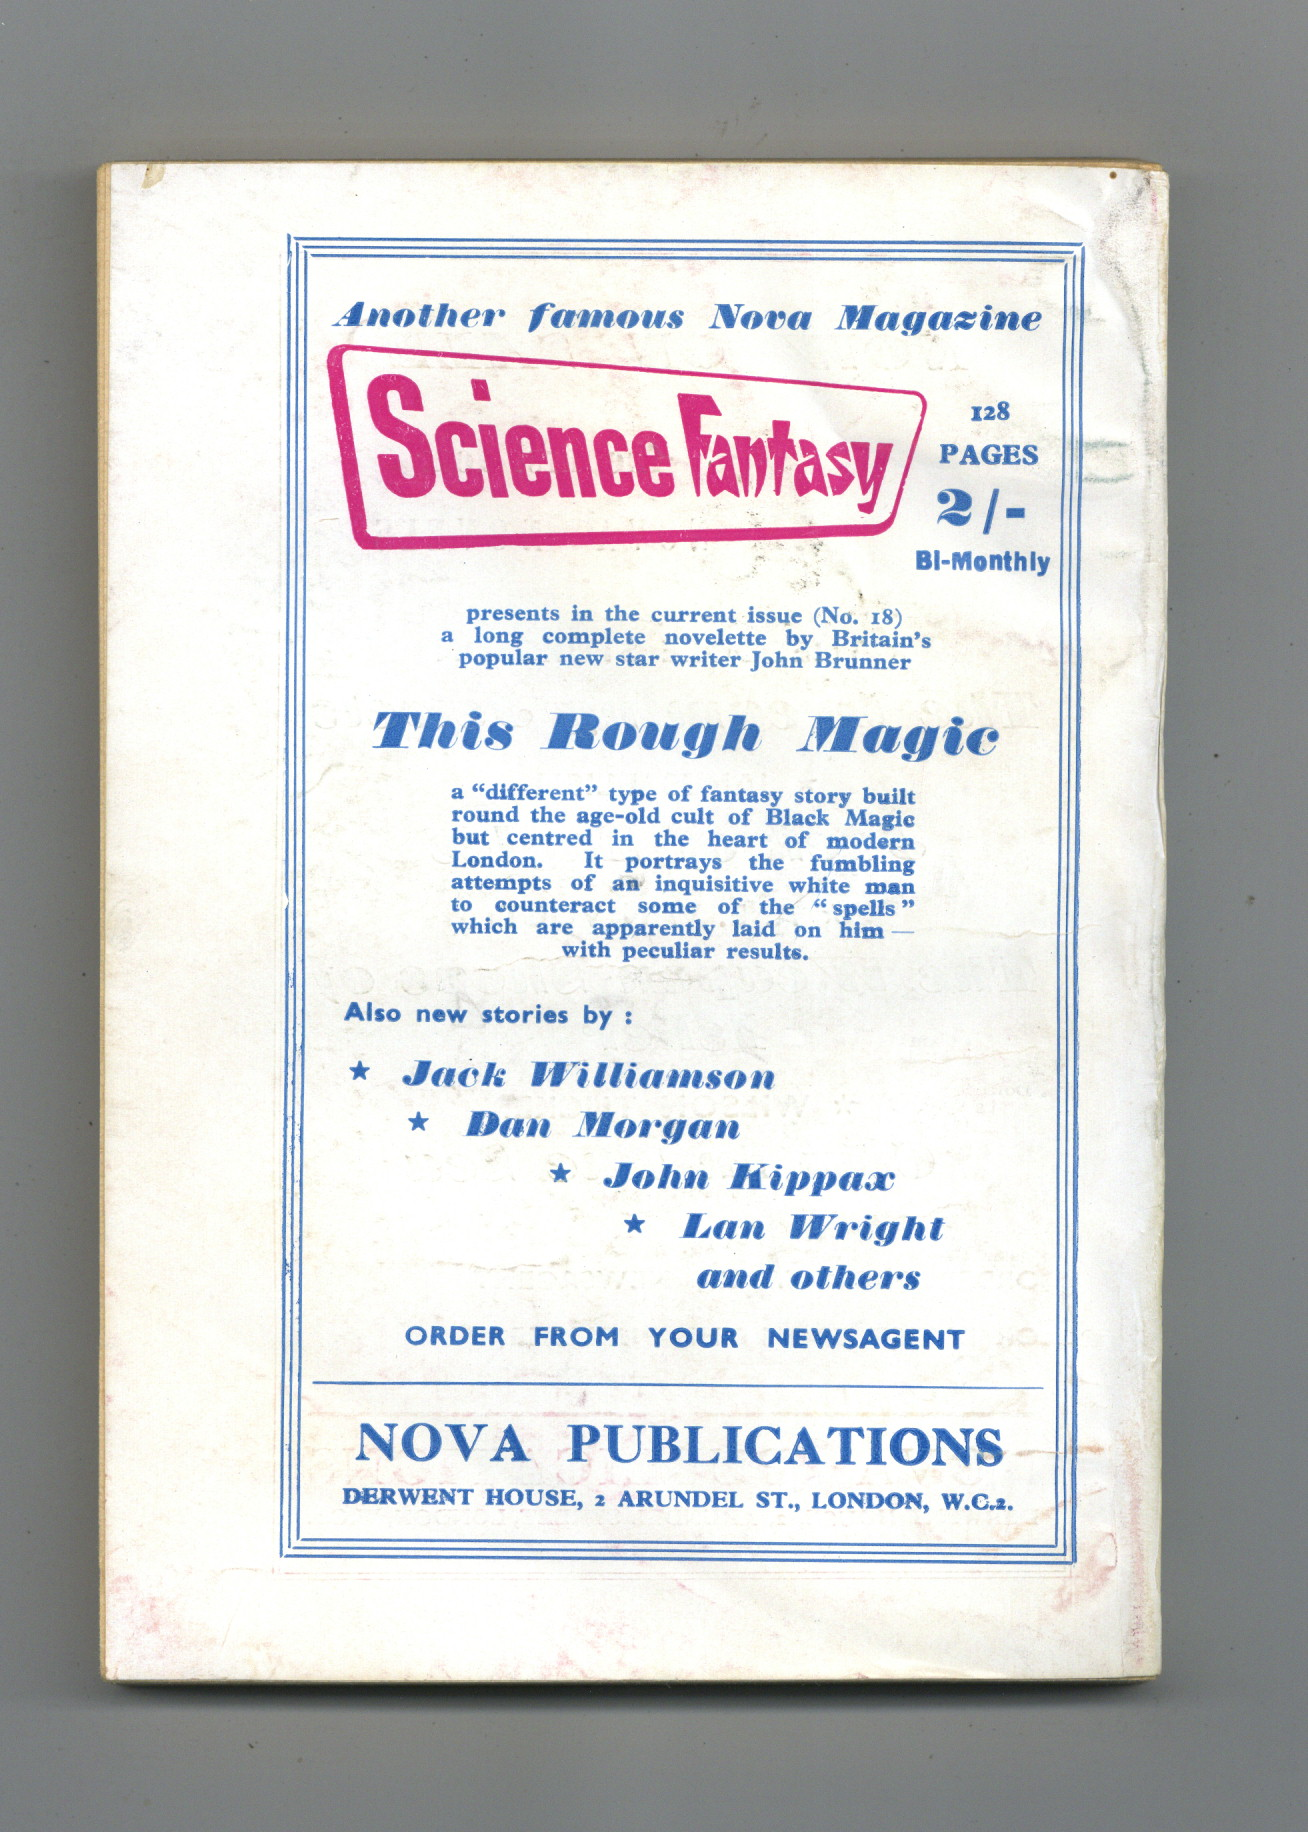 Another famous Nova Magazine
Science Fantasy
128
PAGES
2/-
BI-Monthly
presents in the current issue (No. 18)
a long complete novelette by Britain's
popular new star writer John Brunner
This Rough Magic
a "different" type of fantasy story built
round the age-old cult of Black Magic
but centred in the heart of modern
London. It portrays the fumbling
attempts of an inquisitive white man
to counteract some of the "spells"
which are apparently laid on him —
with peculiar results.
Also new stories by :
★ Jack Williamson
★ Dan Morgan
★ John Kippax
★ Lan Wright
and others
ORDER FROM YOUR NEWSAGENT
NOVA PUBLICATIONS
DERWENT HOUSE, 2 ARUNDEL ST., LONDON, W.C.2.